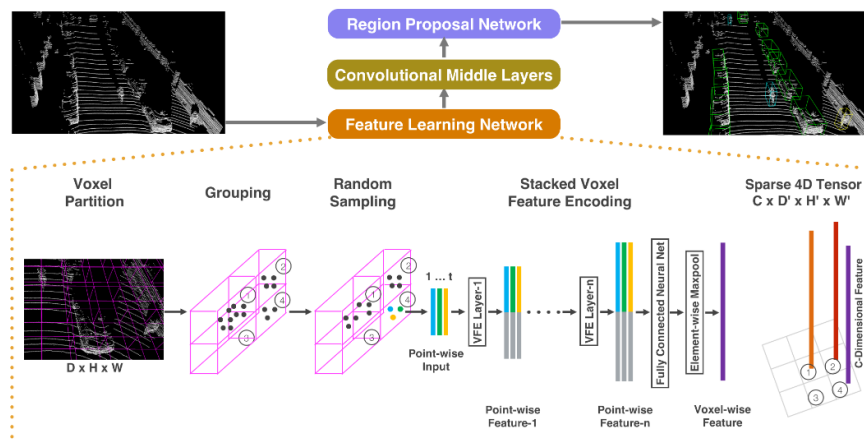 Region Proposal Network
Convolutional Middle Layers
Feature Learning Network
Voxel
Partition
Grouping
Random
Sampling
Stacked Voxel
Feature Encoding
Sparse 4D Tensor
C x D' x H' x W'
D x H x W
1
2
3
4
1
2
3
4
1 ... t
Point-wise
Input
VFE Layer-1
Point-wise
Feature-1
VFE Layer-n
Point-wise
Feature-n
Fully Connected Neural Net
Element-wise Maxpool
Voxel-wise
Feature
1
2
3
4
C-Dimensional Feature